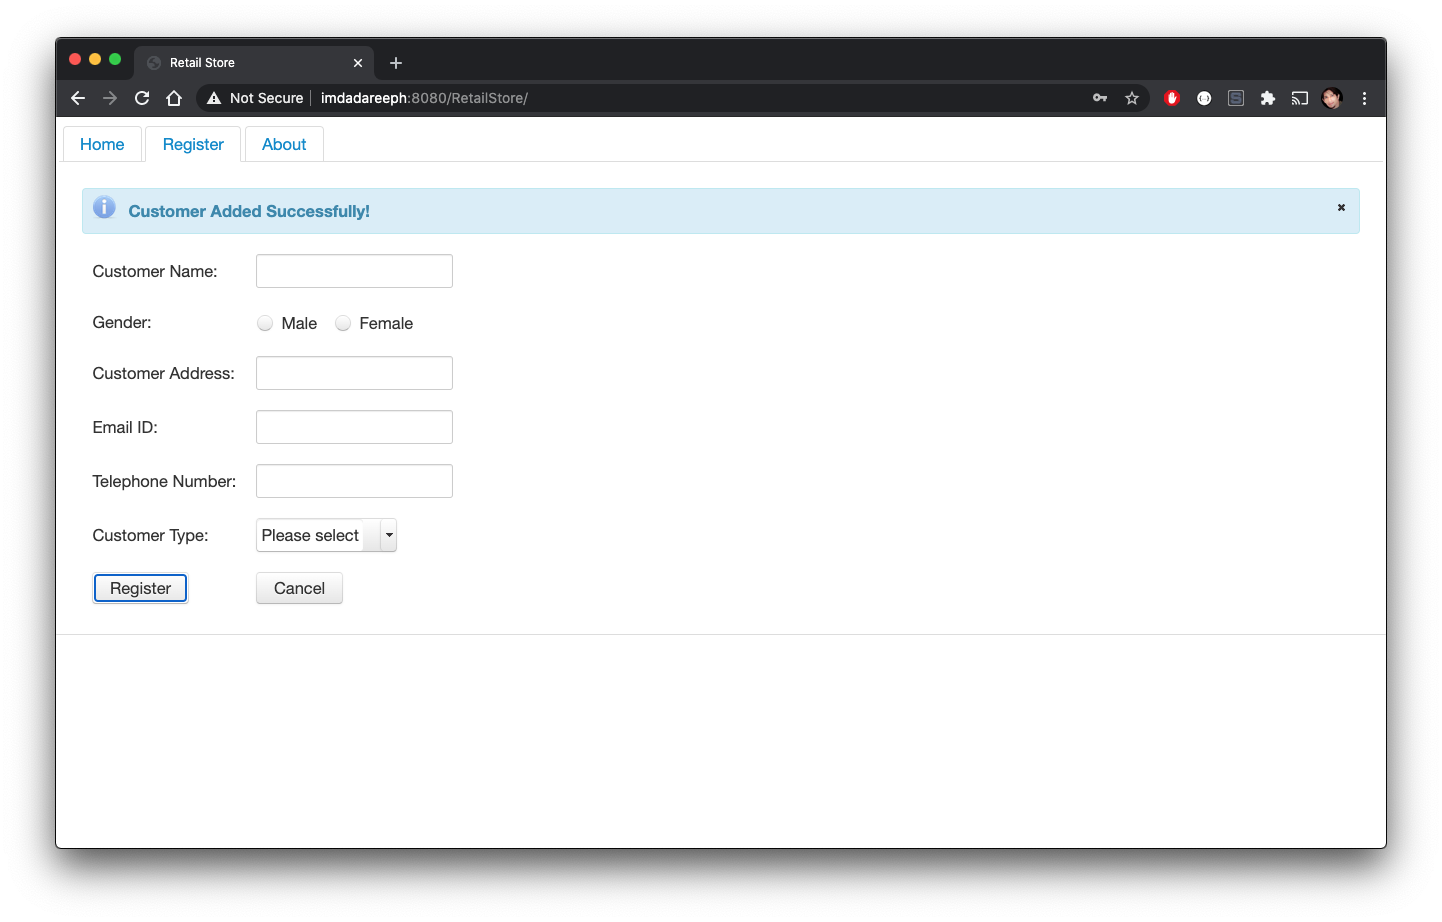 Retail Store
Not Secure imdadareeph:8080/RetailStore/
Home Register About
Customer Added Successfully!
Customer Name:
Gender: Male Female
Customer Address:
Email ID:
Telephone Number:
Customer Type: Please select
Register Cancel